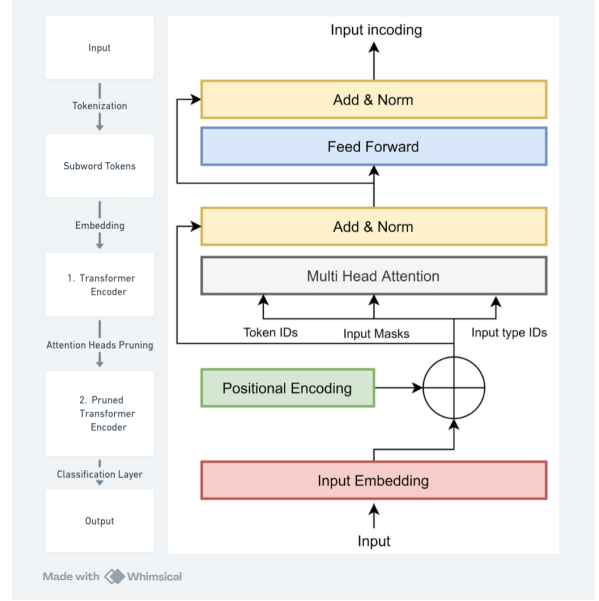 Input
Tokenization
Subword Tokens
Embedding
1. Transformer
Encoder
Attention Heads Pruning
2. Pruned
Transformer
Encoder
Classification Layer
Output
Input incoding
Add & Norm
Feed Forward
Add & Norm
Multi Head Attention
Token IDs
Input Masks
Input type IDs
Positional Encoding
Input Embedding
Input
Made with Whimsical